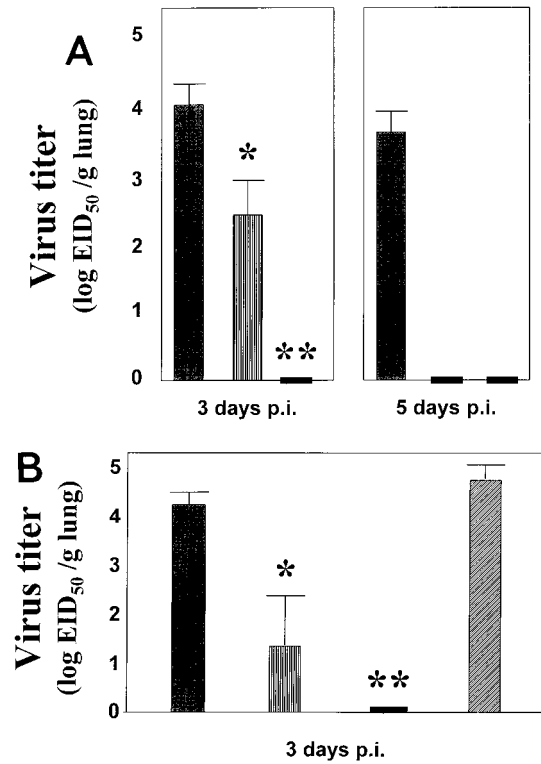 A
Virus titer
(log EID50 /g lung)
5
4
3
2
1
0
*
**
3 days p.i.
5 days p.i.
B
Virus titer
(log EID50 /g lung)
5
4
3
2
1
0
*
**
3 days p.i.